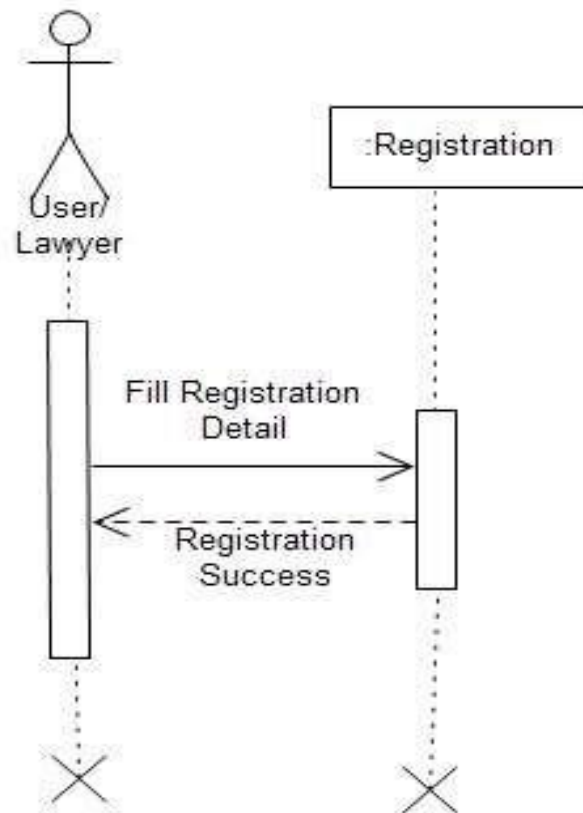 :Registration
User/
Lawyer
Fill Registration
Detail
Registration
Success